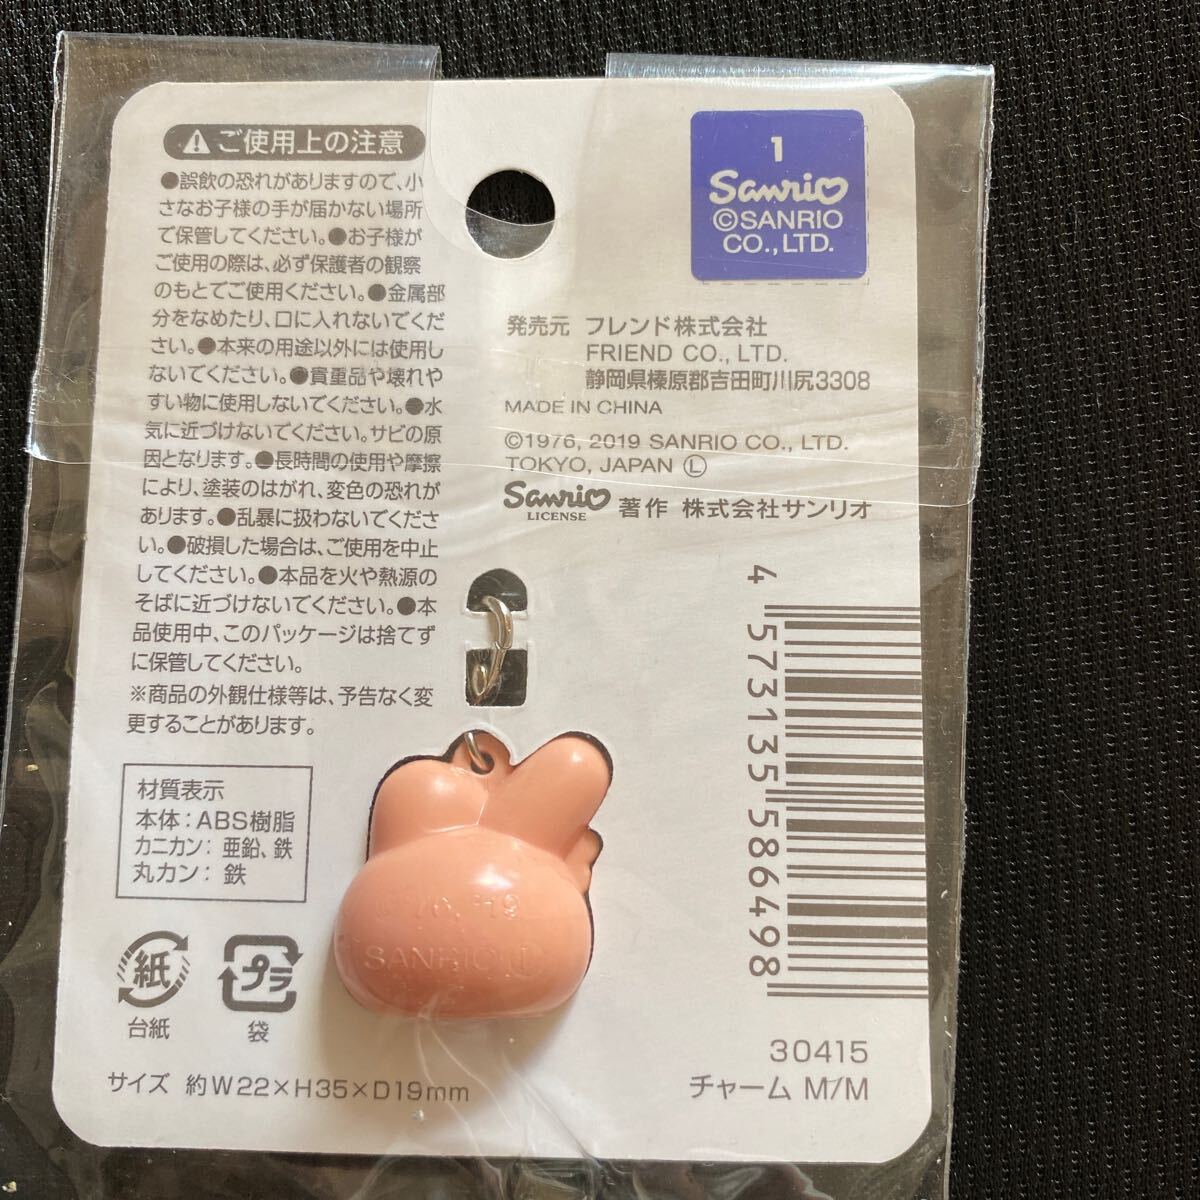 ⚠ご使用上の注意
●誤飲の恐れがありますので、小
さなお子様の手が届かない場所
で保管してください。●お子様が
ご使用の際は、必ず保護者の観察
のもとでご使用ください。●金属部
分をなめたり、口に入れないでくだ
さい。●本来の用途以外には使用し
ないでください。●貴重品や壊れや
すい物に使用しないでください。●水
気に近づけないでください。サビの原
因となります。●長時間の使用や摩擦
により、塗装のはがれ、変色の恐れが
あります。●乱暴に扱わないでくださ
い。●破損した場合は、ご使用を中止
してください。●本品を火や熱源の
そばに近づけないでください。●本
品使用中、このパッケージは捨てず
に保管してください。
※商品の外観仕様等は、予告なく変
更することがあります。
材質表示
本体：ABS樹脂
カニカン：亜鉛、鉄
丸カン：鉄
紙
台紙
プラ
袋
サイズ 約W22×H35×D19mm
1
Sanrio
©SANRIO
CO.,LTD.
発売元 フレンド株式会社
FRIEND CO., LTD.
静岡県榛原郡吉田町川尻3308
MADE IN CHINA
©1976, 2019 SANRIO CO., LTD.
TOKYO, JAPAN Ⓛ
Sanrio
LICENSE
著作 株式会社サンリオ
4 573135 586498
30415
チャーム M/M
'76, '19
SANRIO Ⓛ